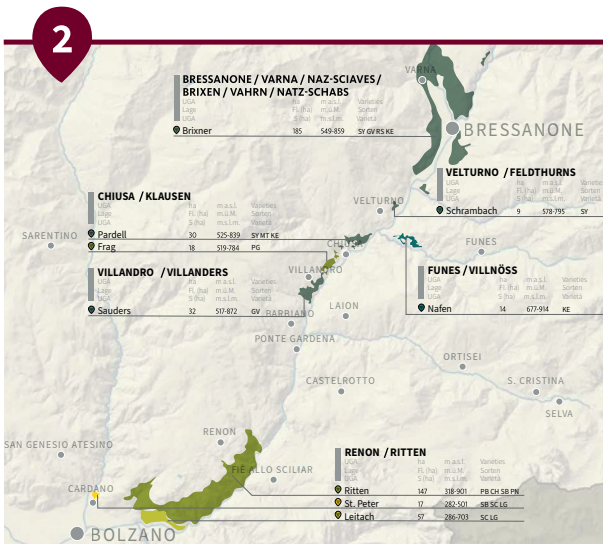 2
BRESSANONE / VARNA / NAZ-SCIAVES /
BRIXEN / VAHRN / NATZ-SCHABS
UGA ha m a.s.l. Varieties
Lage Fl. (ha) m.ü.M. Sorten
UGA S (ha) m.s.l.m. Varietà
Brixner 185 549-859 SY GV RS KE
VARNA
BRESSANONE
VELTURNO / FELDTHURNS
UGA ha m a.s.l. Varieties
Lage Fl. (ha) m.ü.M. Sorten
UGA S (ha) m.s.l.m. Varietà
Schrambach 9 578-795 SY
VELTURNO
CHIUSA / KLAUSEN
UGA ha m a.s.l. Varieties
Lage Fl. (ha) m.ü.M. Sorten
UGA S (ha) m.s.l.m. Varietà
Pardell 30 525-839 SY MT KE
Frag 18 519-784 PG
SARENTINO
CHIUSA
FUNES
VILLANDRO / VILLANDERS
UGA ha m a.s.l. Varieties
Lage Fl. (ha) m.ü.M. Sorten
UGA S (ha) m.s.l.m. Varietà
Sauders 32 517-872 GV
VILLANDRO
FUNES / VILLNÖSS
UGA ha m a.s.l. Varieties
Lage Fl. (ha) m.ü.M. Sorten
UGA S (ha) m.s.l.m. Varietà
Nafen 14 677-914 KE
LAION
BARBIANO
PONTE GARDENA
ORTISEI
CASTELROTTO
S. CRISTINA
SELVA
RENON
SAN GENESIO ATESINO
FIÈ ALLO SCILIAR
RENON / RITTEN
UGA ha m a.s.l. Varieties
Lage Fl. (ha) m.ü.M. Sorten
UGA S (ha) m.s.l.m. Varietà
Ritten 147 318-901 PB CH SB PN
St. Peter 17 282-501 SB SC LG
Leitach 57 286-703 SC LG
CARDANO
BOLZANO